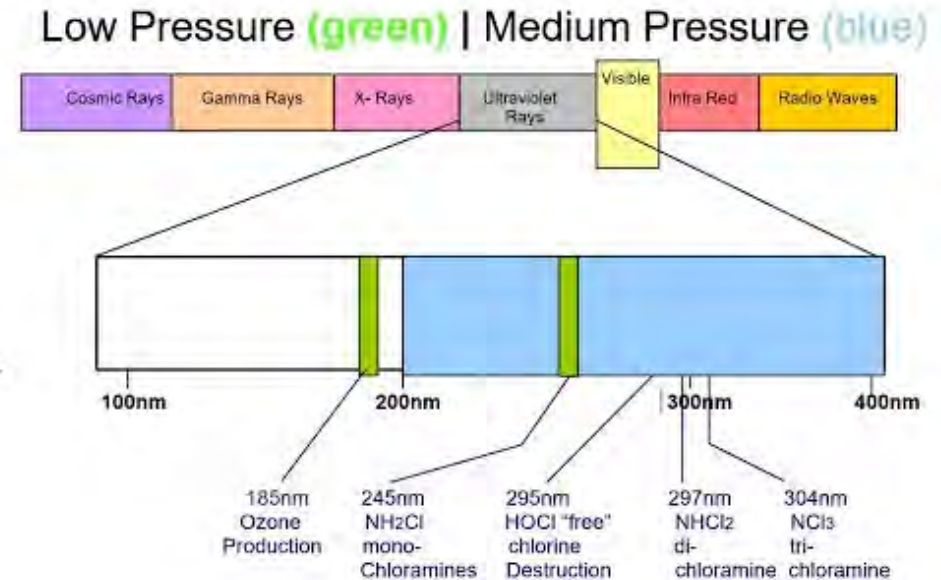 Low Pressure (green) | Medium Pressure (blue)
Cosmic Rays
Gamma Rays
X- Rays
Ultraviolet
Rays
Visible
Infra Red
Radio Waves
100nm
200nm
300nm
400nm
185nm
Ozone
Production
245nm
NH2Cl
mono-
Chloramines
295nm
HOCl "free"
chlorine
Destruction
297nm
NHCl2
di-
chloramine
304nm
NCl3
tri-
chloramine